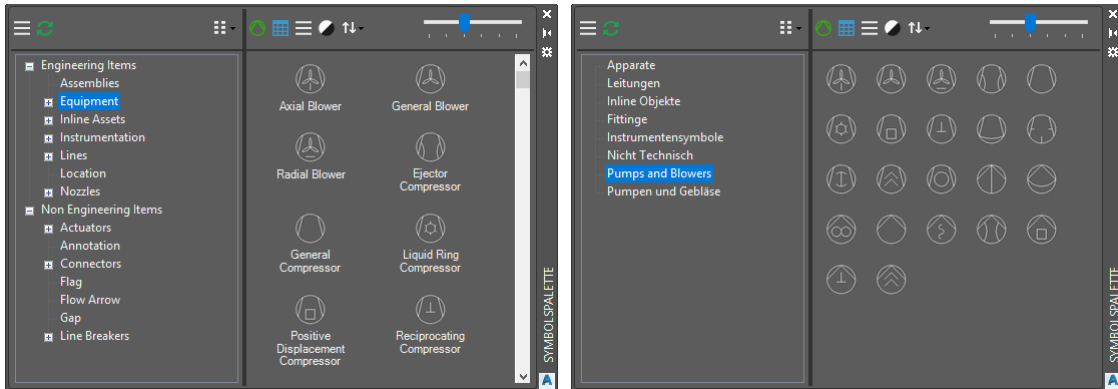 Engineering Items
Assemblies
Equipment
Inline Assets
Instrumentation
Lines
Location
Nozzles
Non Engineering Items
Actuators
Annotation
Connectors
Flag
Flow Arrow
Gap
Line Breakers
Axial Blower
General Blower
Radial Blower
Ejector
Compressor
General
Compressor
Liquid Ring
Compressor
Positive
Displacement
Compressor
Reciprocating
Compressor
SYMBOLSPALETTE
A
Apparate
Leitungen
Inline Objekte
Fittinge
Instrumentensymbole
Nicht Technisch
Pumps and Blowers
Pumpen und Gebläse
SYMBOLSPALETTE
A